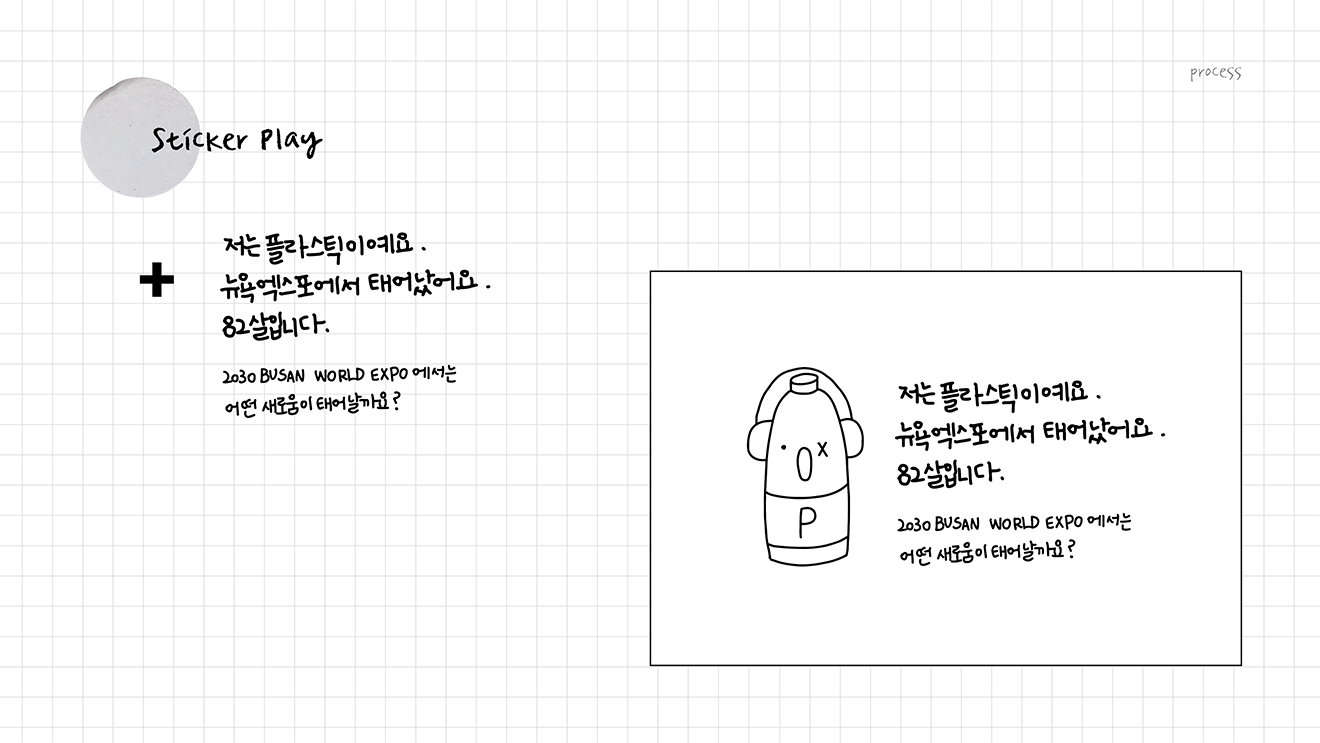 process
Sticker Play
저는 플라스틱이예요.
뉴욕엑스포에서 태어났어요.
82살입니다.
2030 BUSAN WORLD EXPO 에서는
어떤 새로움이 태어날까요?
x
P
저는 플라스틱이예요.
뉴욕엑스포에서 태어났어요.
82살입니다.
2030 BUSAN WORLD EXPO 에서는
어떤 새로움이 태어날까요?